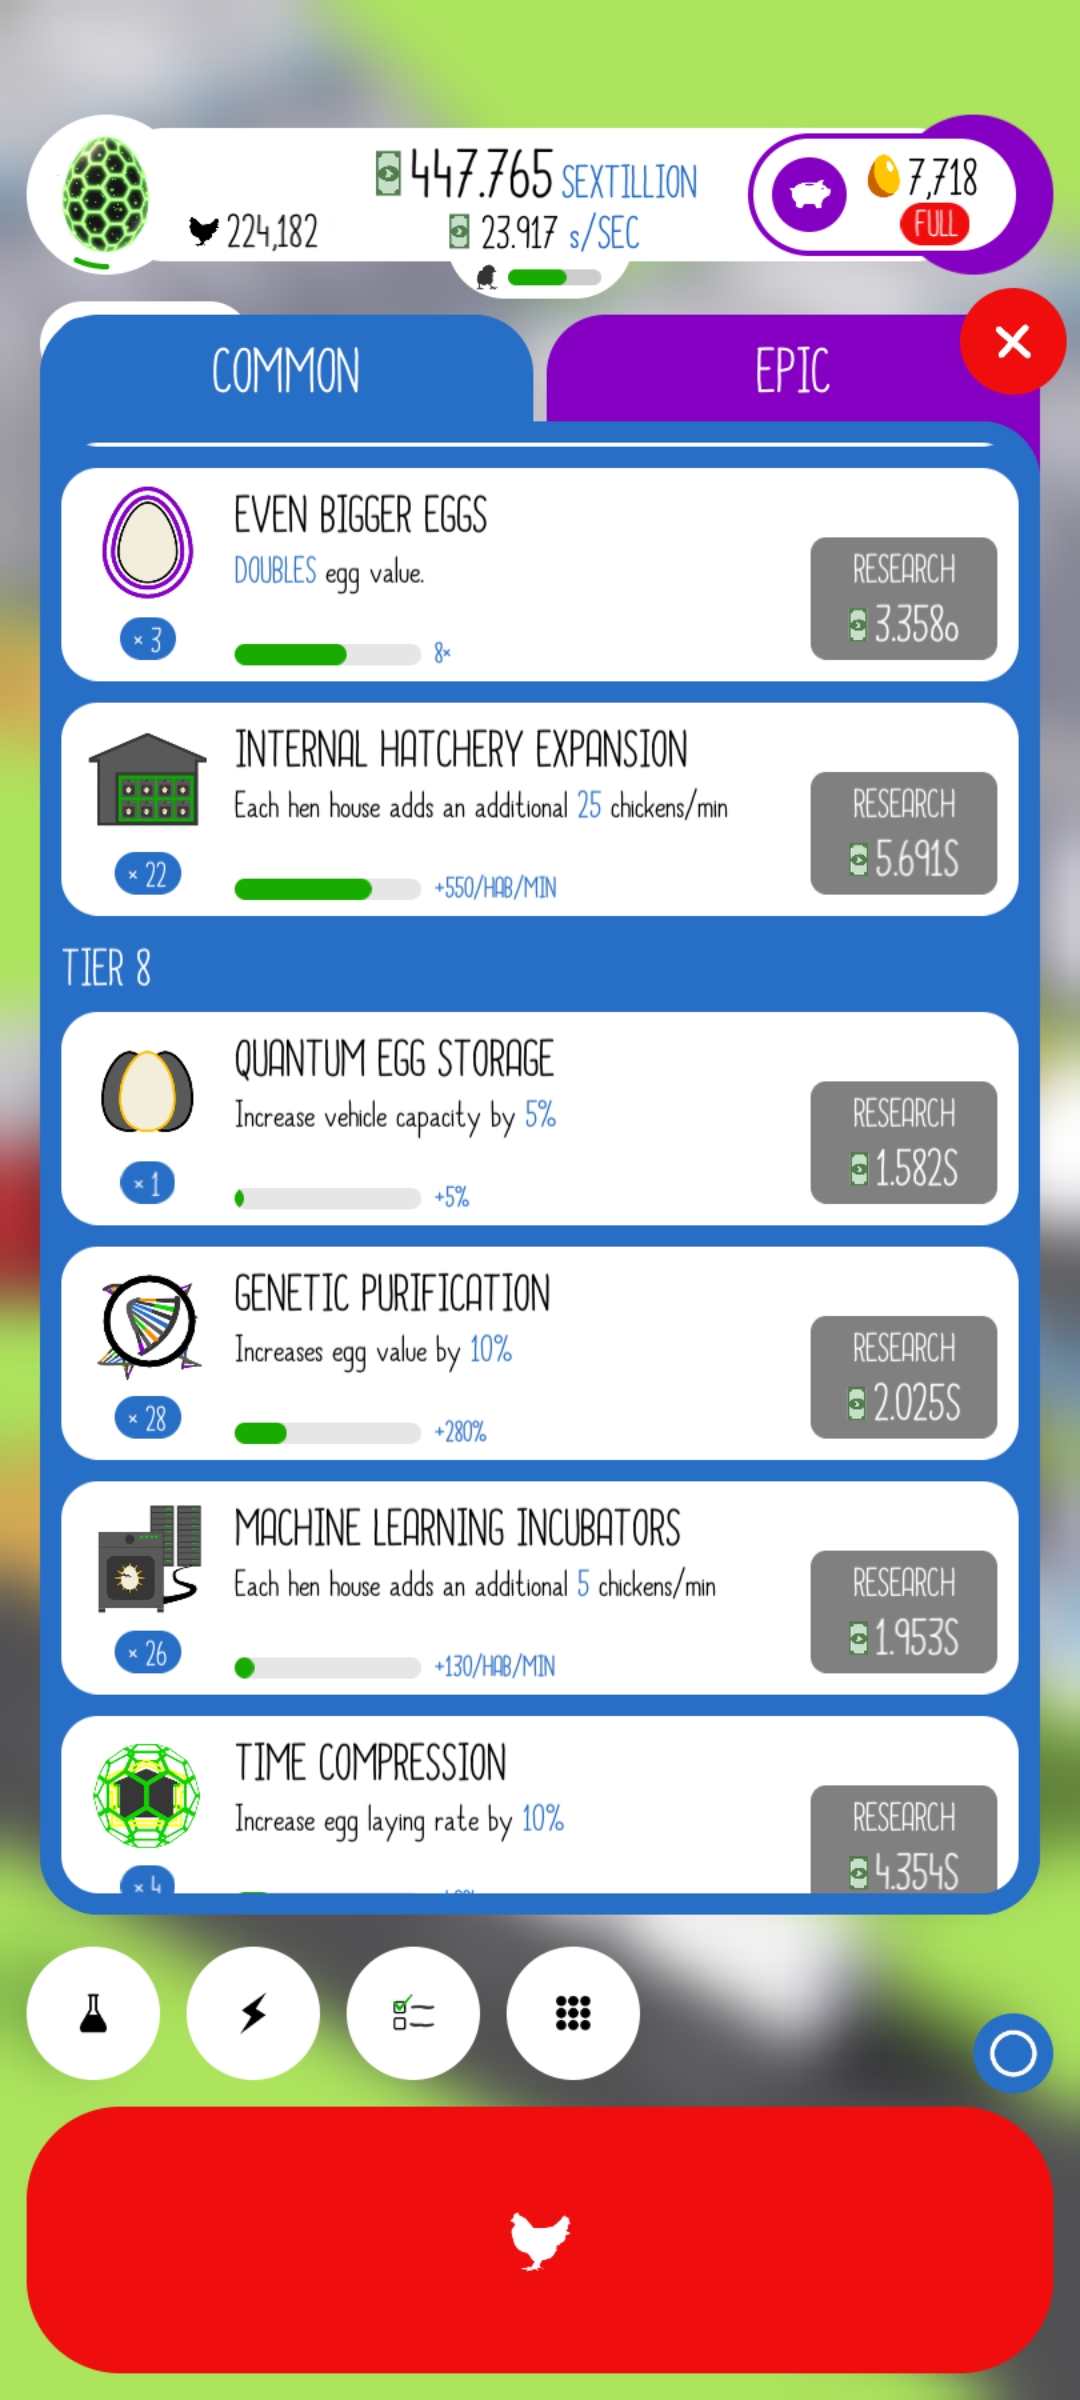 447.765 SEXTILLION
7,718
224,182
23.917 s/SEC
FULL
COMMON
EPIC
EVEN BIGGER EGGS
DOUBLES egg value.
RESEARCH
3.358o
× 3
8×
INTERNAL HATCHERY EXPANSION
Each hen house adds an additional 25 chickens/min
RESEARCH
5.691S
× 22
+550/HAB/MIN
TIER 8
QUANTUM EGG STORAGE
Increase vehicle capacity by 5%
RESEARCH
1.582S
× 1
+5%
GENETIC PURIFICATION
Increases egg value by 10%
RESEARCH
2.025S
× 28
+280%
MACHINE LEARNING INCUBATORS
Each hen house adds an additional 5 chickens/min
RESEARCH
1.953S
× 26
+130/HAB/MIN
TIME COMPRESSION
Increase egg laying rate by 10%
RESEARCH
4.354S
× 4